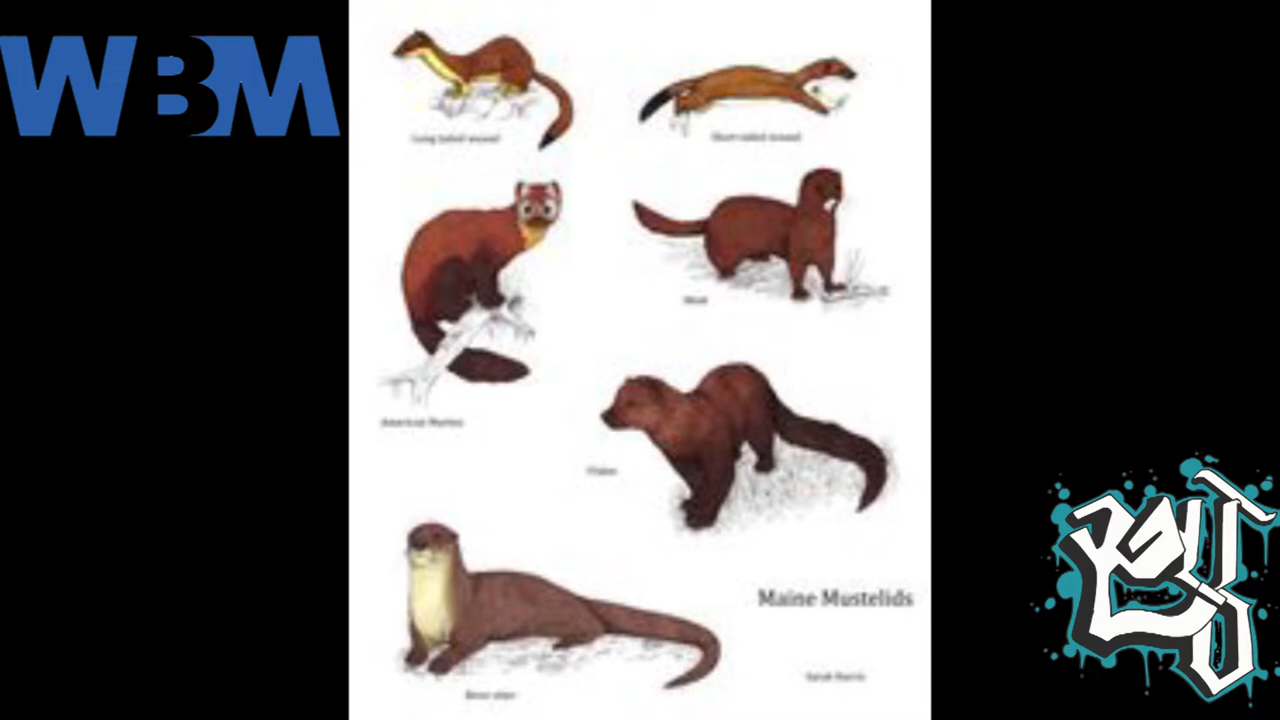 WBM
Long tailed weasel
Short tailed weasel
Mink
American Marten
Fisher
Maine Mustelids
River otter